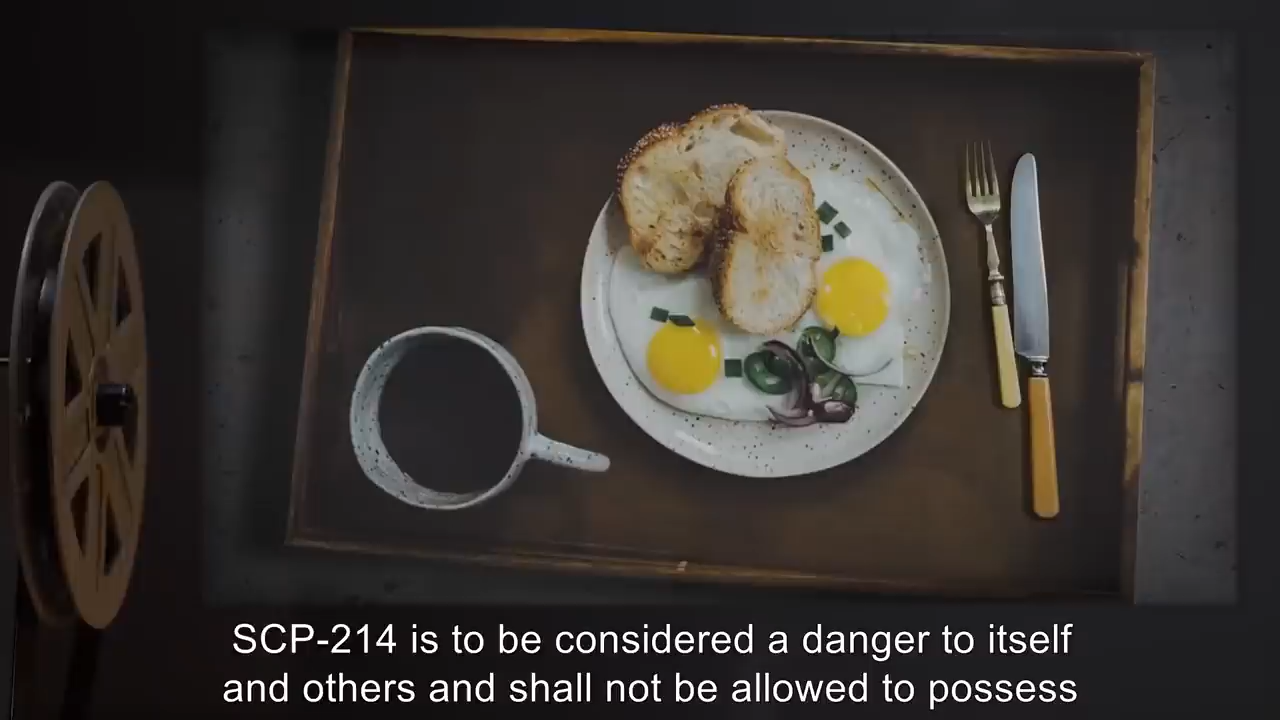 SCP-214 is to be considered a danger to itself
and others and shall not be allowed to possess